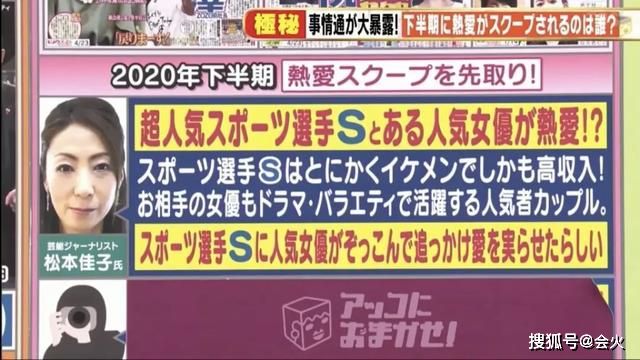 極秘 事情通が大暴露! 下半期に熱愛がスクープされるのは誰?
2020年下半期 熱愛スクープを先取り!
超人気スポーツ選手Sとある人気女優が熱愛!?
スポーツ選手Sはとにかくイケメンでしかも高収入!
お相手の女優もドラマ・バラエティで活躍する人気者カップル。
スポーツ選手Sに人気女優がぞっこんで追っかけ愛を実らせたらしい
芸能ジャーナリスト
松本佳子氏
アッコに
おまかせ!
搜狐号@会火